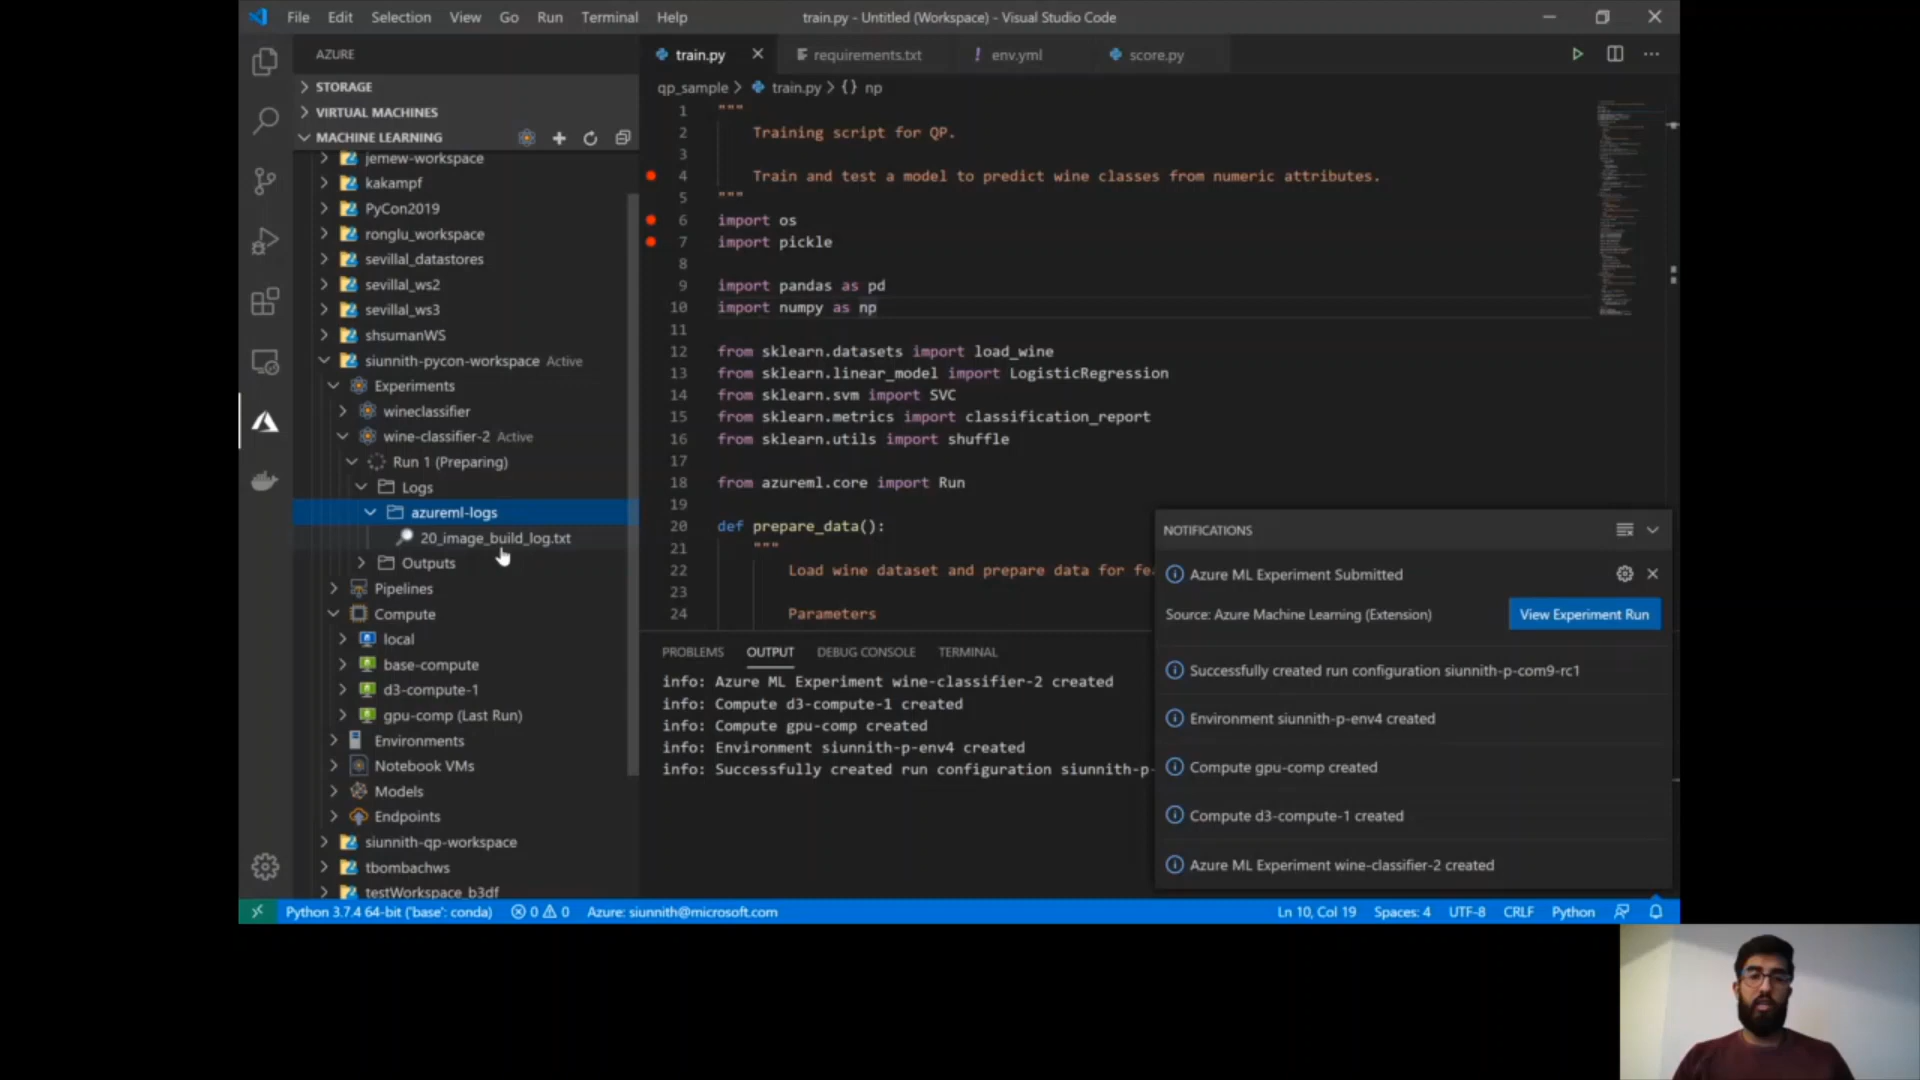 File Edit Selection View Go Run Terminal Help train.py - Untitled (Workspace) - Visual Studio Code
AZURE
STORAGE
VIRTUAL MACHINES
MACHINE LEARNING
jemew-workspace
kakampf
PyCon2019
ronglu_workspace
sevillal_datastores
sevillal_ws2
sevillal_ws3
shsumanWS
siunnith-pycon-workspace Active
Experiments
wineclassifier
wine-classifier-2 Active
Run 1 (Preparing)
Logs
azureml-logs
20_image_build_log.txt
Outputs
Pipelines
Compute
local
base-compute
d3-compute-1
gpu-comp (Last Run)
Environments
Notebook VMs
Models
Endpoints
siunnith-qp-workspace
tbombachws
testWorkspace_b3df
train.py requirements.txt ! env.yml score.py
qp_sample > train.py > {} np
1 """
2 Training script for QP.
3
4 Train and test a model to predict wine classes from numeric attributes.
5 """
6 import os
7 import pickle
8
9 import pandas as pd
10 import numpy as np
11
12 from sklearn.datasets import load_wine
13 from sklearn.linear_model import LogisticRegression
14 from sklearn.svm import SVC
15 from sklearn.metrics import classification_report
16 from sklearn.utils import shuffle
17
18 from azureml.core import Run
19
20 def prepare_data():
21 """
22 Load wine dataset and prepare data for fe
23
24 Parameters
PROBLEMS OUTPUT DEBUG CONSOLE TERMINAL
info: Azure ML Experiment wine-classifier-2 created
info: Compute d3-compute-1 created
info: Compute gpu-comp created
info: Environment siunnith-p-env4 created
info: Successfully created run configuration siunnith-p-
NOTIFICATIONS
Azure ML Experiment Submitted
Source: Azure Machine Learning (Extension) View Experiment Run
Successfully created run configuration siunnith-p-com9-rc1
Environment siunnith-p-env4 created
Compute gpu-comp created
Compute d3-compute-1 created
Azure ML Experiment wine-classifier-2 created
Python 3.7.4 64-bit ('base': conda) 0 0 Azure: siunnith@microsoft.com Ln 10, Col 19 Spaces: 4 UTF-8 CRLF Python